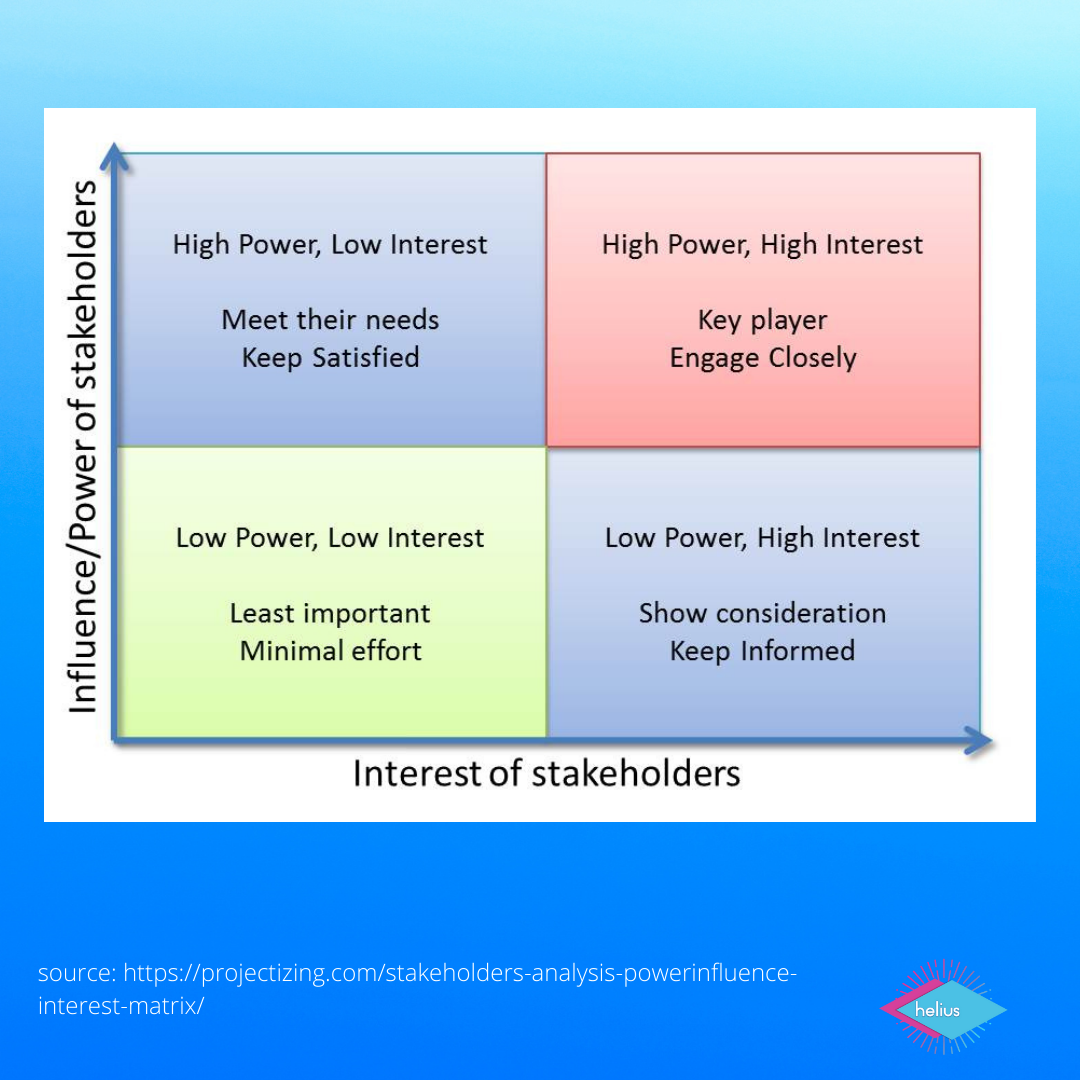 Influence/Power of stakeholders
High Power, Low Interest
Meet their needs
Keep Satisfied
High Power, High Interest
Key player
Engage Closely
Low Power, Low Interest
Least important
Minimal effort
Low Power, High Interest
Show consideration
Keep Informed
Interest of stakeholders
source: https://projectizing.com/stakeholders-analysis-powerinfluence-
interest-matrix/
helius